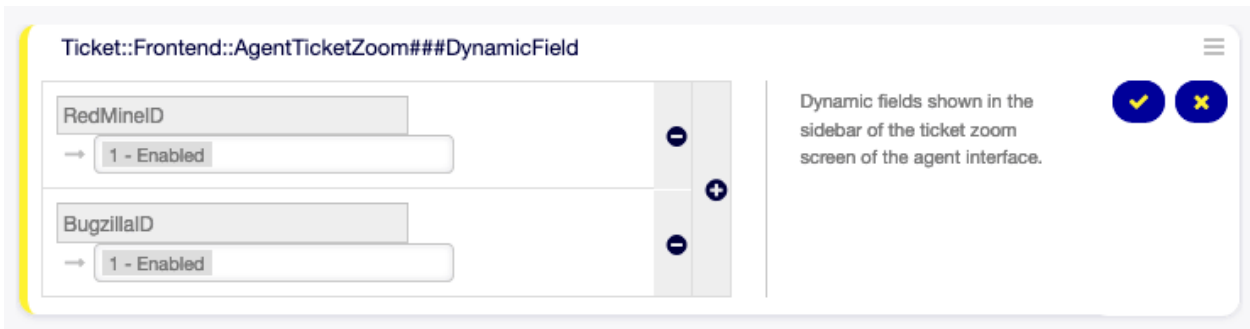 Ticket::Frontend::AgentTicketZoom###DynamicField
RedMineID
→ 1 - Enabled
BugzillaID
→ 1 - Enabled
Dynamic fields shown in the
sidebar of the ticket zoom
screen of the agent interface.